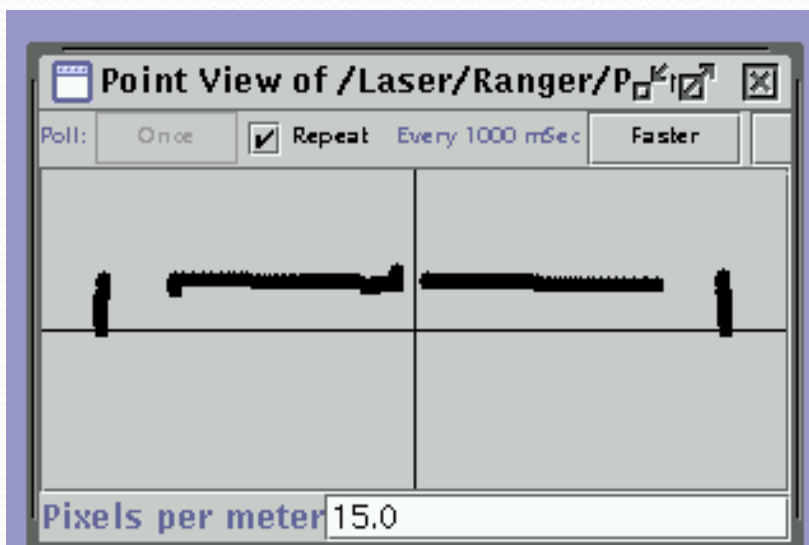 Point View of /Laser/Ranger/P
Poll: Once Repeat Every 1000 mSec Faster
Pixels per meter 15.0